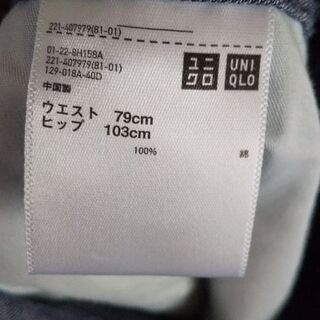 221-407979(81-01)
01-22-8H158A
221-407979(81-01)
129-018A-40D
中国製
ユニ
クロ
UNI
QLO
ウエスト 79cm
ヒップ 103cm
100%
綿